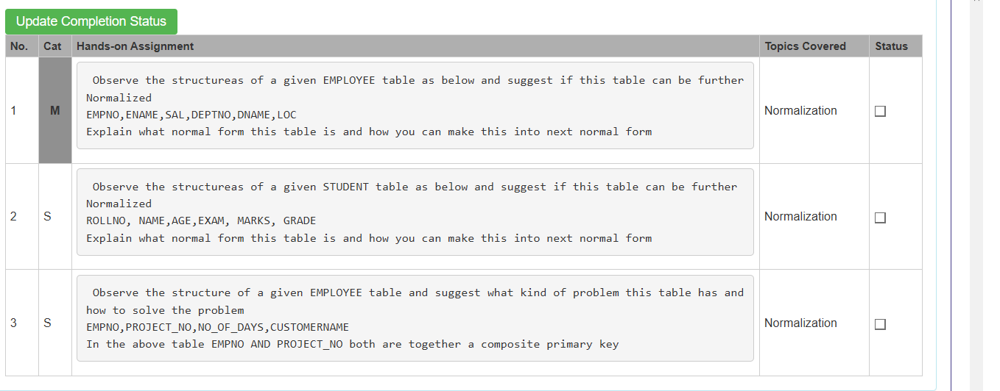 Update Completion Status
No. Cat Hands-on Assignment Topics Covered Status
1 M
Observe the structureas of a given EMPLOYEE table as below and suggest if this table can be further
Normalized
EMPNO,ENAME,SAL,DEPTNO,DNAME,LOC
Explain what normal form this table is and how you can make this into next normal form
Normalization
2 S
Observe the structureas of a given STUDENT table as below and suggest if this table can be further
Normalized
ROLLNO, NAME,AGE,EXAM, MARKS, GRADE
Explain what normal form this table is and how you can make this into next normal form
Normalization
3 S
Observe the structure of a given EMPLOYEE table and suggest what kind of problem this table has and
how to solve the problem
EMPNO,PROJECT_NO,NO_OF_DAYS,CUSTOMERNAME
In the above table EMPNO AND PROJECT_NO both are together a composite primary key
Normalization